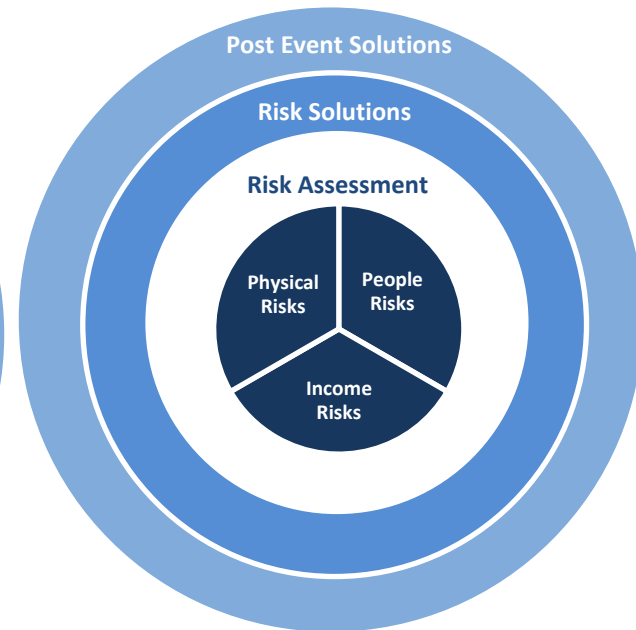 Post Event Solutions
Risk Solutions
Risk Assessment
Physical
Risks
People
Risks
Income
Risks